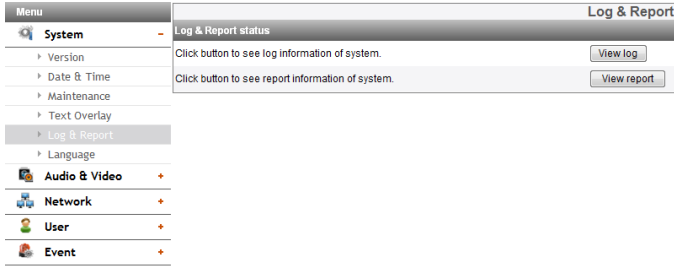 Menu
System
Version
Date & Time
Maintenance
Text Overlay
Log & Report
Language
Audio & Video
Network
User
Event
Log & Report
Log & Report status
Click button to see log information of system. View log
Click button to see report information of system. View report